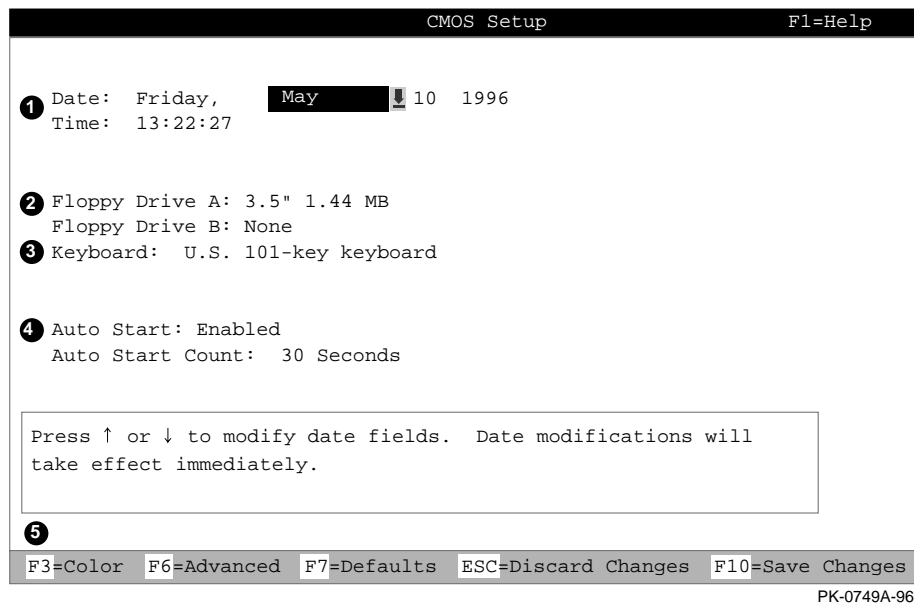 CMOS Setup F1=Help
1 Date: Friday, May 10 1996
Time: 13:22:27
2 Floppy Drive A: 3.5" 1.44 MB
Floppy Drive B: None
3 Keyboard: U.S. 101-key keyboard
4 Auto Start: Enabled
Auto Start Count: 30 Seconds
Press ↑ or ↓ to modify date fields. Date modifications will
take effect immediately.
5
F3=Color F6=Advanced F7=Defaults ESC=Discard Changes F10=Save Changes
PK-0749A-96